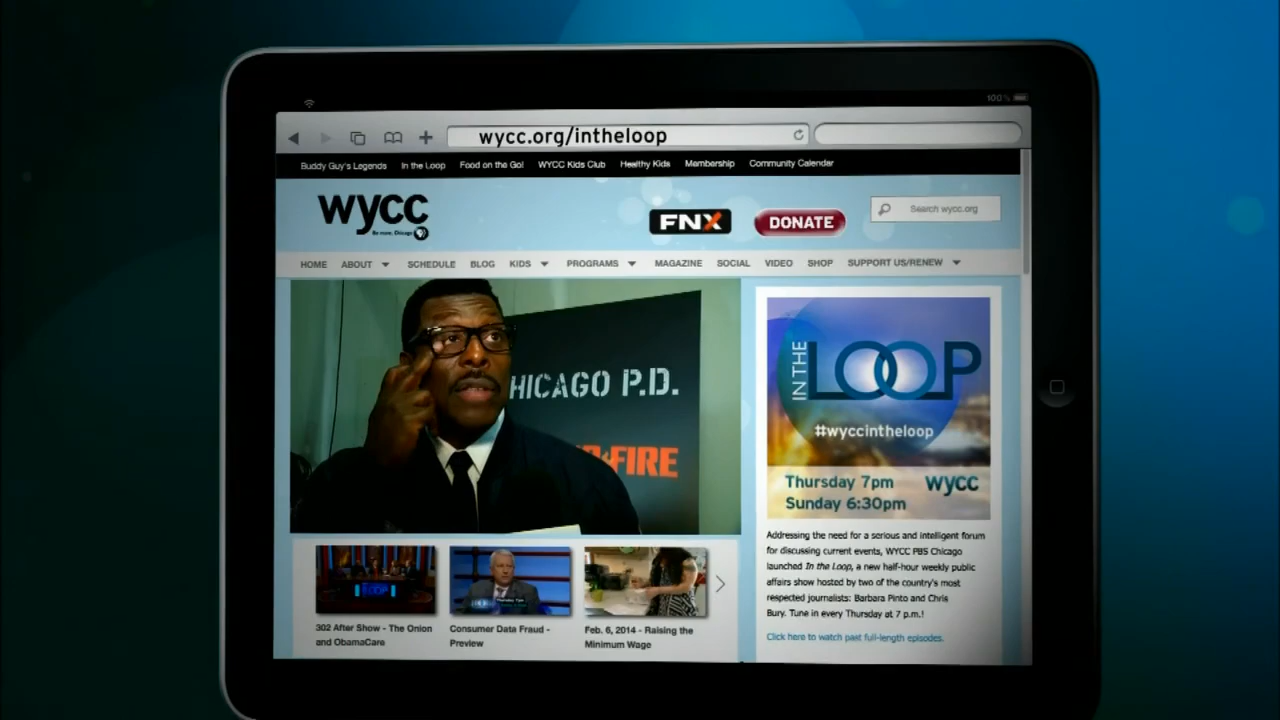 100%
wycc.org/intheloop
Buddy Guy's Legends In the Loop Food on the Go! WYCC Kids Club Healthy Kids Membership Community Calendar
wycc
Be more. Chicago
FNX
DONATE
Search wycc.org
HOME ABOUT SCHEDULE BLOG KIDS PROGRAMS MAGAZINE SOCIAL VIDEO SHOP SUPPORT US/RENEW
HICAGO P.D.
FIRE
IN THE LOOP
#wyccintheloop
Thursday 7pm
Sunday 6:30pm
wycc
Addressing the need for a serious and intelligent forum
for discussing current events, WYCC PBS Chicago
launched In the Loop, a new half-hour weekly public
affairs show hosted by two of the country's most
respected journalists: Barbara Pinto and Chris
Bury. Tune in every Thursday at 7 p.m.!
Click here to watch past full-length episodes.
LOOP
302 After Show - The Onion
and ObamaCare
Thursday 7pm
Consumer Data Fraud -
Preview
Feb. 6, 2014 - Raising the
Minimum Wage